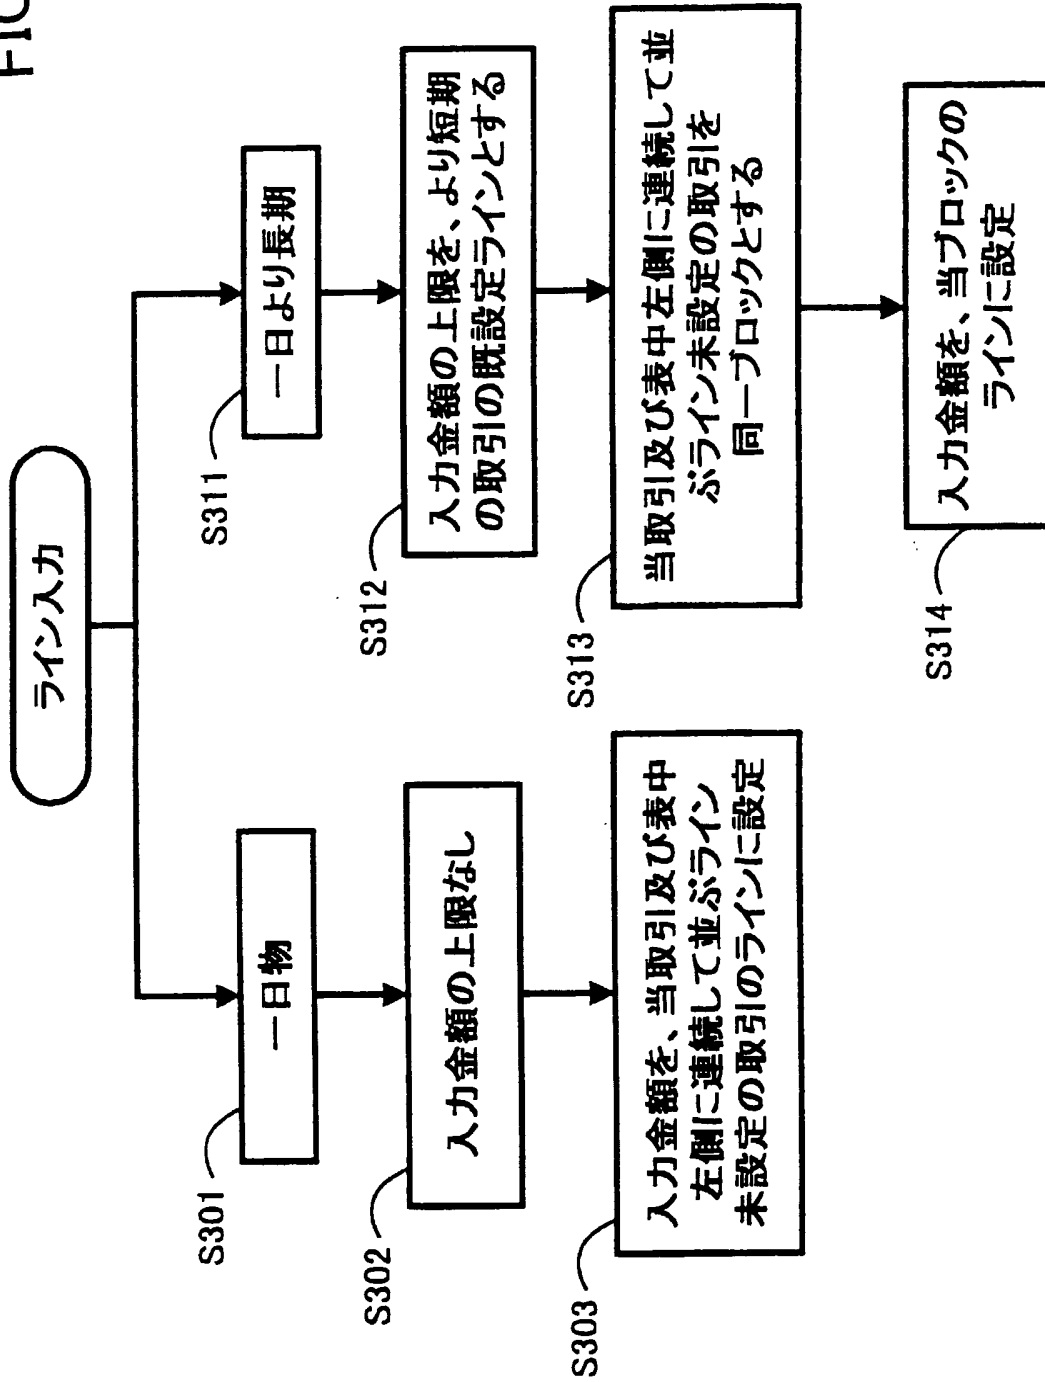 FIG
ライン入力
S301
一日物
S302
入力金額の上限なし
S303
入力金額を、当取引及び表中
左側に連続して並ぶライン
未設定の取引のラインに設定
S311
一日より長期
S312
入力金額の上限を、より短期
の取引の既設定ラインとする
S313
当取引及び表中左側に連続して並
ぶライン未設定の取引を
同一ブロックとする
S314
入力金額を、当ブロックの
ラインに設定